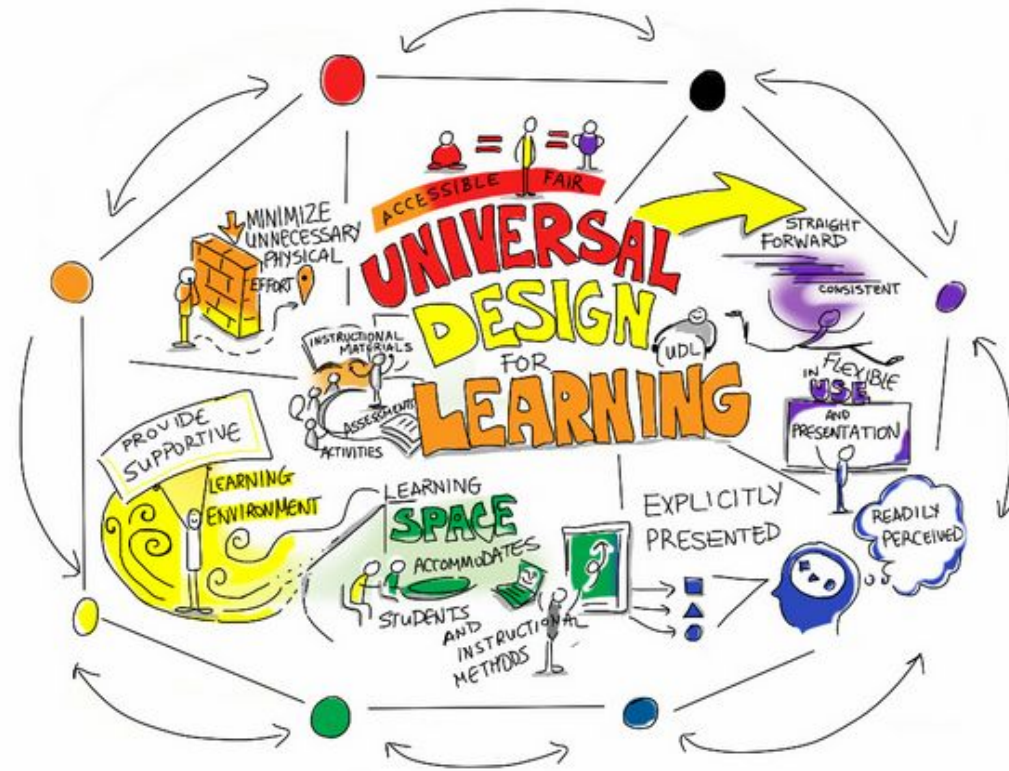 ACCESSIBLE FAIR
UNIVERSAL
DESIGN
FOR
LEARNING
UDL
MINIMIZE
UNNECESSARY
PHYSICAL
EFFORT
STRAIGHT
FORWARD
CONSISTENT
INSTRUCTIONAL
MATERIALS
ASSESSMENTS
ACTIVITIES
FLEXIBLE
IN USE
AND
PRESENTATION
PROVIDE
SUPPORTIVE
LEARNING
ENVIRONMENT
LEARNING
SPACE
ACCOMMODATES
STUDENTS
AND
INSTRUCTIONAL
METHODS
EXPLICITLY
PRESENTED
READILY
PERCEIVED